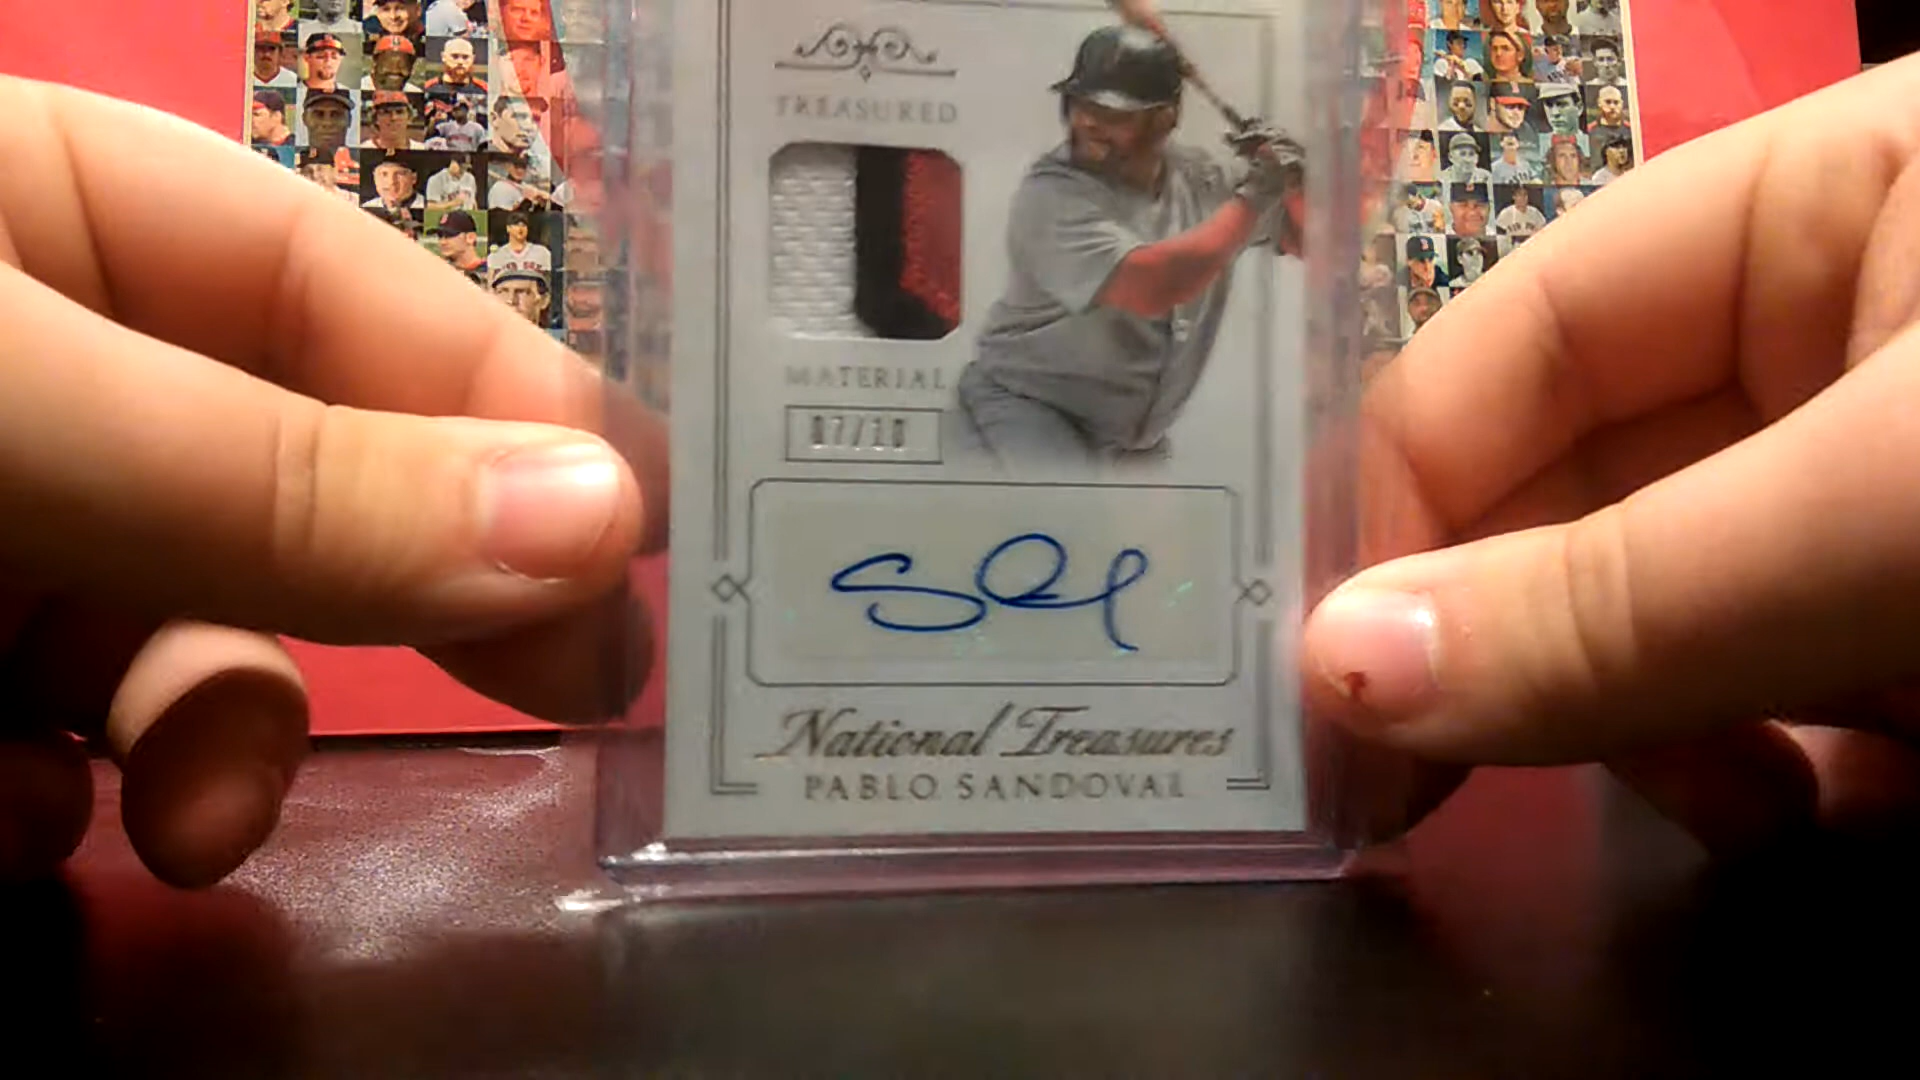 TREASURED
MATERIAL
07/10
National Treasures
PABLO SANDOVAL